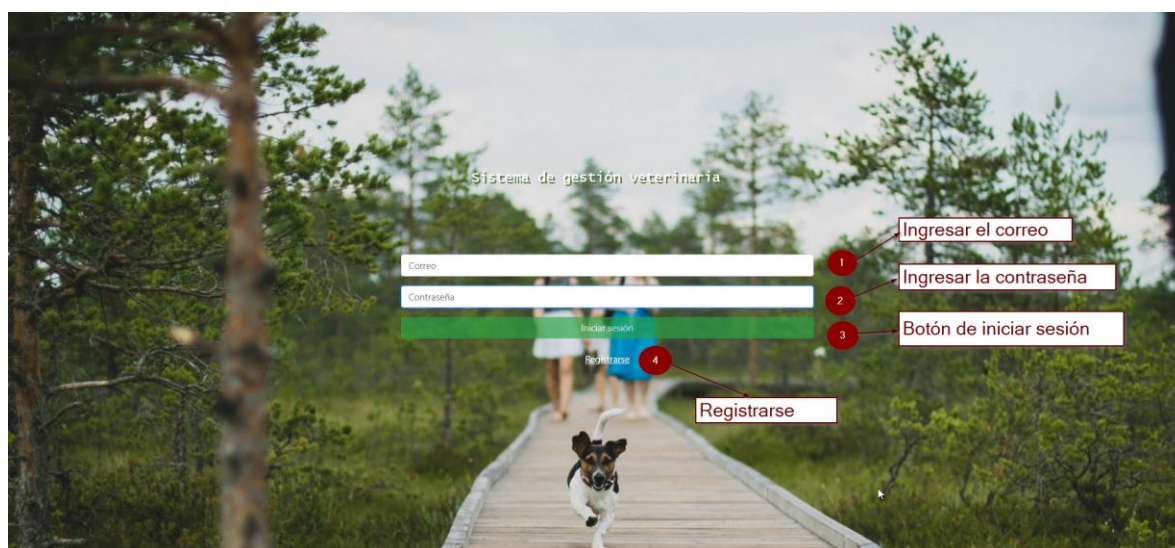 Sistema de gestión veterinaria
Correo
1
Ingresar el correo
Contraseña
2
Ingresar la contraseña
Iniciar sesión
3
Botón de iniciar sesión
Registrarse
4
Registrarse